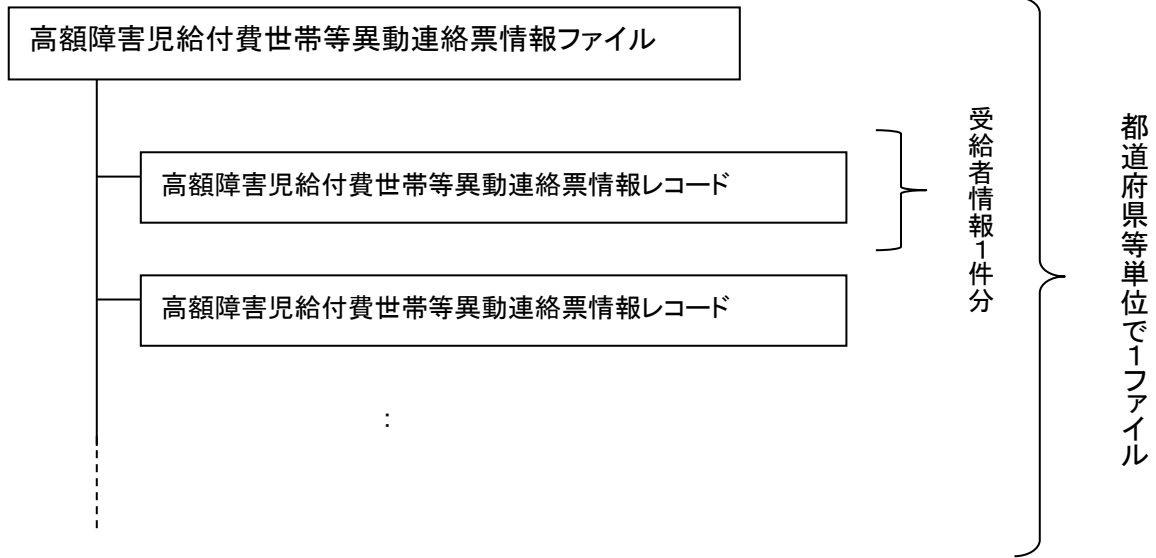 高額障害児給付費世帯等異動連絡票情報ファイル
高額障害児給付費世帯等異動連絡票情報レコード
高額障害児給付費世帯等異動連絡票情報レコード
:
受給者情報1件分
都道府県等単位で1ファイル